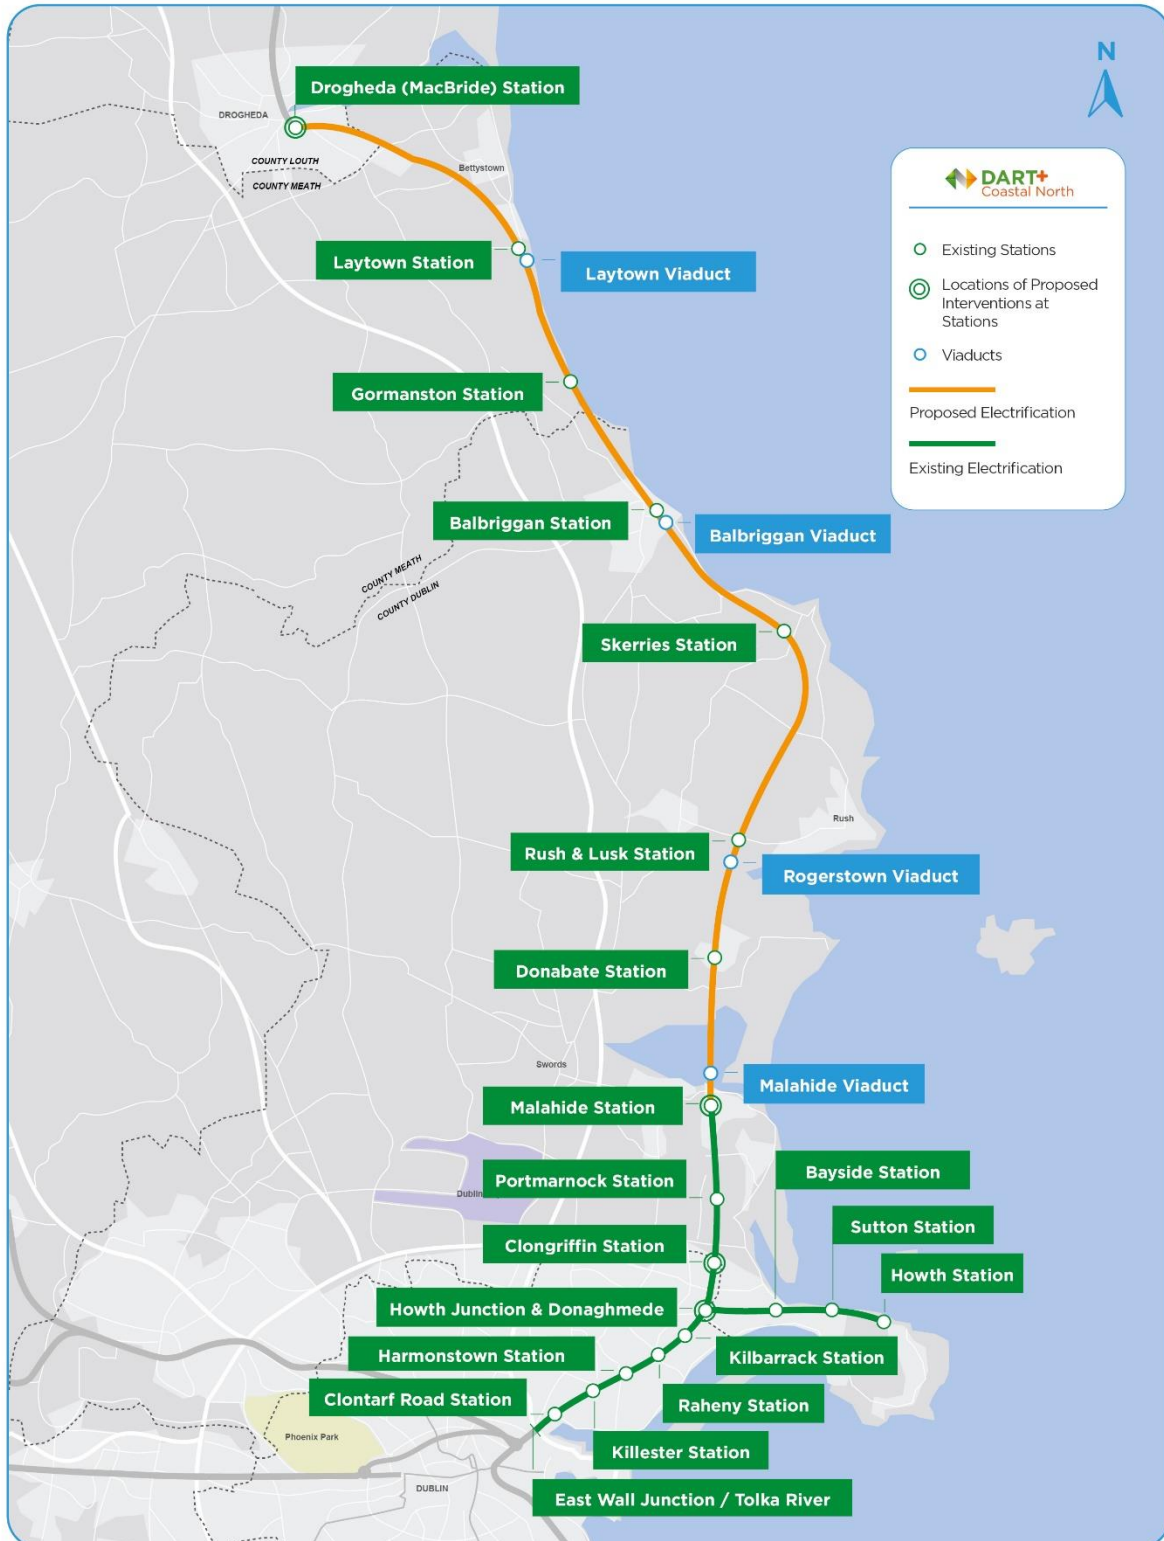 N
Drogheda (MacBride) Station
DROGHEDA
COUNTY LOUTH
COUNTY MEATH
Bettystown
DART+
Coastal North
Existing Stations
Locations of Proposed
Interventions at
Stations
Viaducts
Proposed Electrification
Existing Electrification
Laytown Station
Laytown Viaduct
Gormanston Station
Balbriggan Station
Balbriggan Viaduct
COUNTY MEATH
COUNTY DUBLIN
Skerries Station
Rush
Rush & Lusk Station
Rogerstown Viaduct
Donabate Station
Swords
Malahide Viaduct
Malahide Station
Bayside Station
Portmarnock Station
Dublin
Sutton Station
Clongriffin Station
Howth Station
Howth Junction & Donaghmede
Harmonstown Station
Kilbarrack Station
Clontarf Road Station
Raheny Station
Phoenix Park
Killester Station
DUBLIN
East Wall Junction / Tolka River